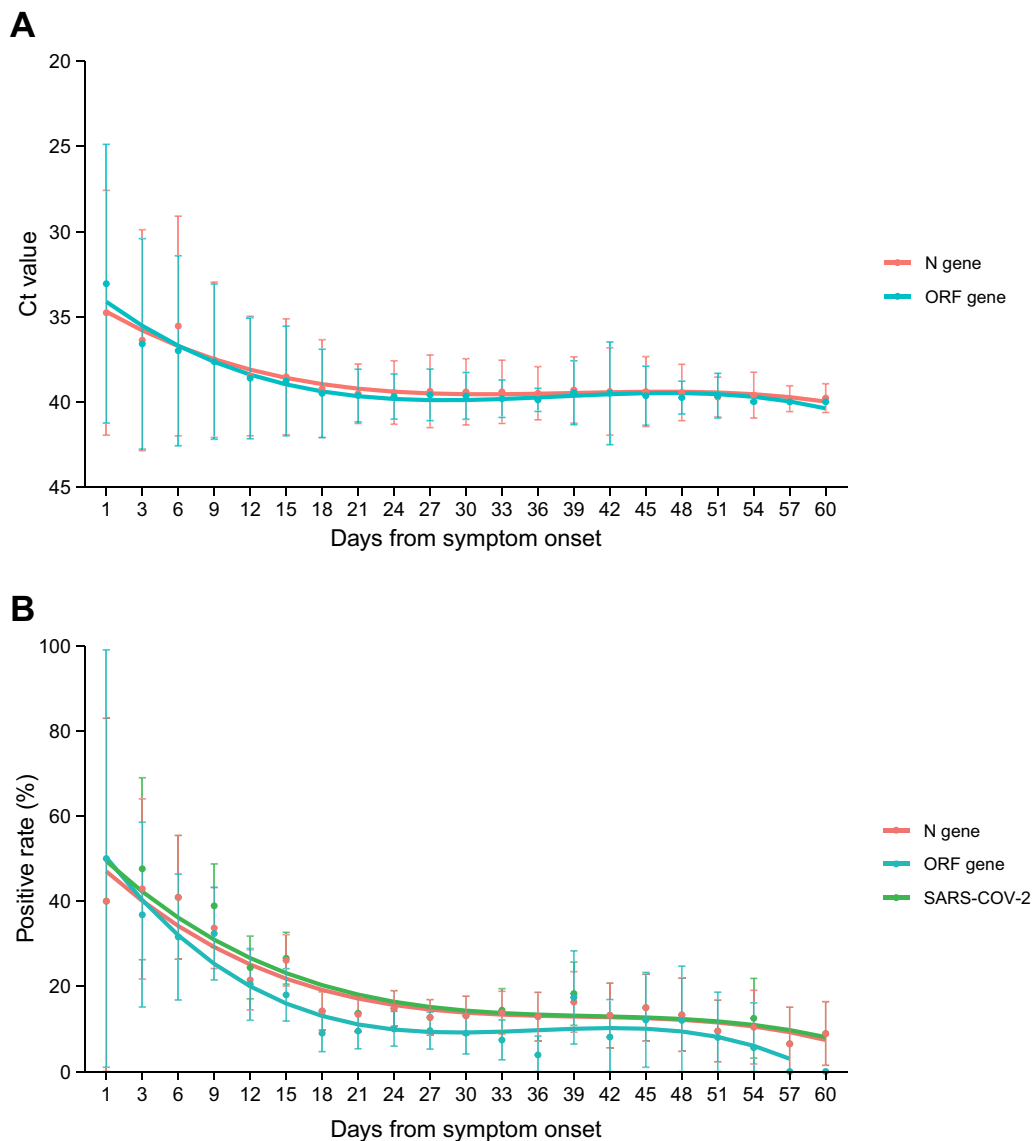 A
20
25
30
35
40
45
Ct value
1 3 6 9 12 15 18 21 24 27 30 33 36 39 42 45 48 51 54 57 60
Days from symptom onset
N gene
ORF gene
B
100
80
60
40
20
0
Positive rate (%)
1 3 6 9 12 15 18 21 24 27 30 33 36 39 42 45 48 51 54 57 60
Days from symptom onset
N gene
ORF gene
SARS-COV-2